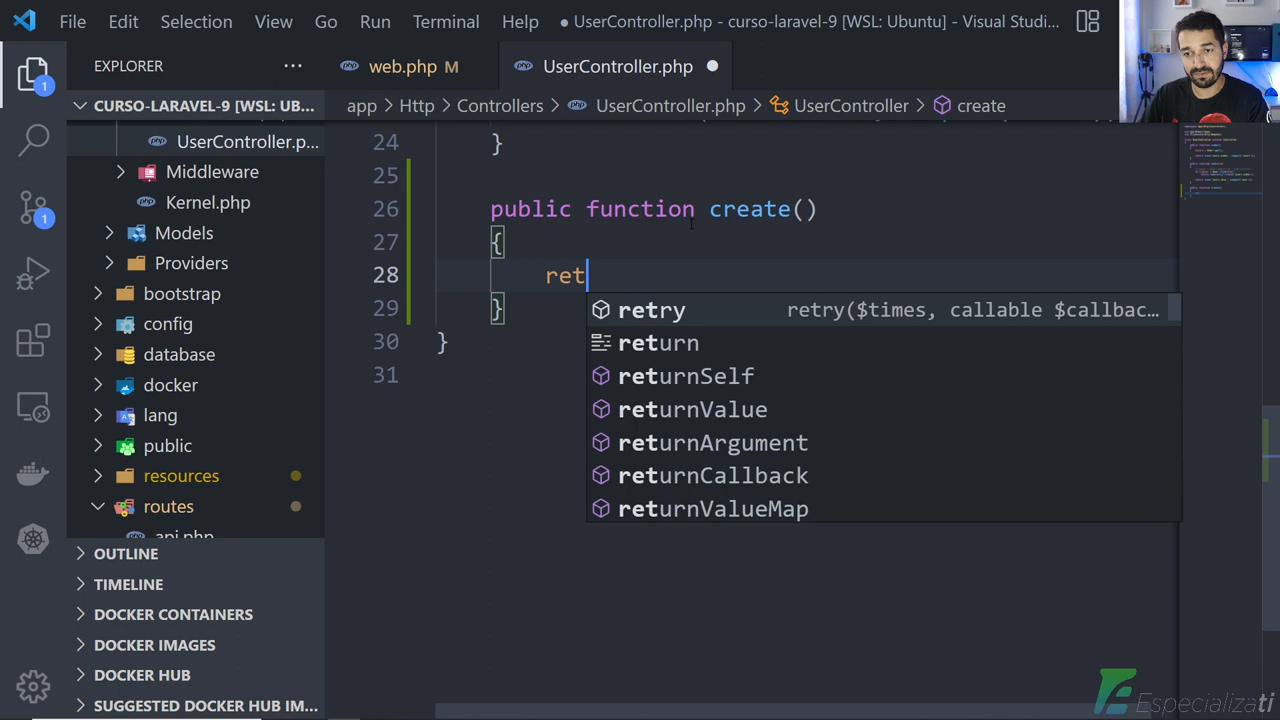 File Edit Selection View Go Run Terminal Help ● UserController.php - curso-laravel-9 [WSL: Ubuntu] - Visual Studi...
EXPLORER ...
web.php M
UserController.php ●
1
CURSO-LARAVEL-9 [WSL: UB...
app > Http > Controllers > UserController.php > UserController > create
UserController.p...
Middleware
Kernel.php
1
Models
Providers
bootstrap
config
database
docker
lang
public
resources
routes
api.php
OUTLINE
TIMELINE
DOCKER CONTAINERS
DOCKER IMAGES
DOCKER HUB
SUGGESTED DOCKER HUB IM...
24 }
25
26 public function create()
27 {
28 ret
29 }
30 }
31
retry retry($times, callable $callbac...
return
returnSelf
returnValue
returnArgument
returnCallback
returnValueMap
Especializati